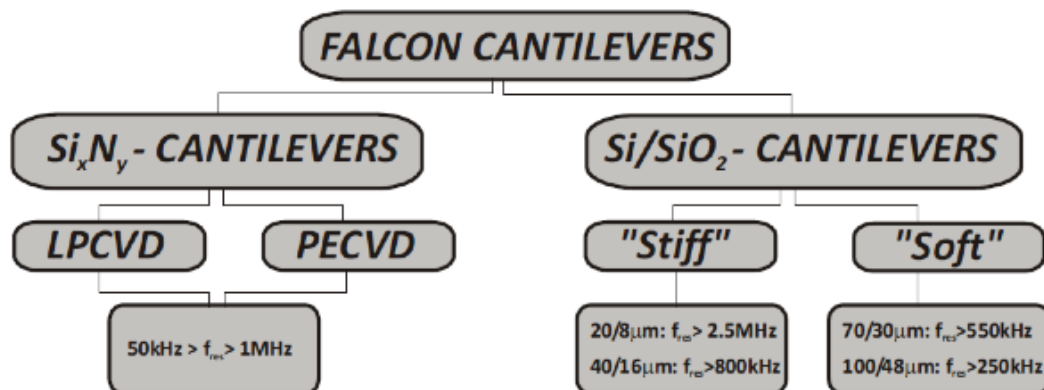 FALCON CANTILEVERS
SixNy - CANTILEVERS
Si/SiO2 - CANTILEVERS
LPCVD
PECVD
"Stiff"
"Soft"
50kHz > fres > 1MHz
20/8μm: fres> 2.5MHz
40/16μm: fres>800kHz
70/30μm: fres>550kHz
100/48μm: fres>250kHz